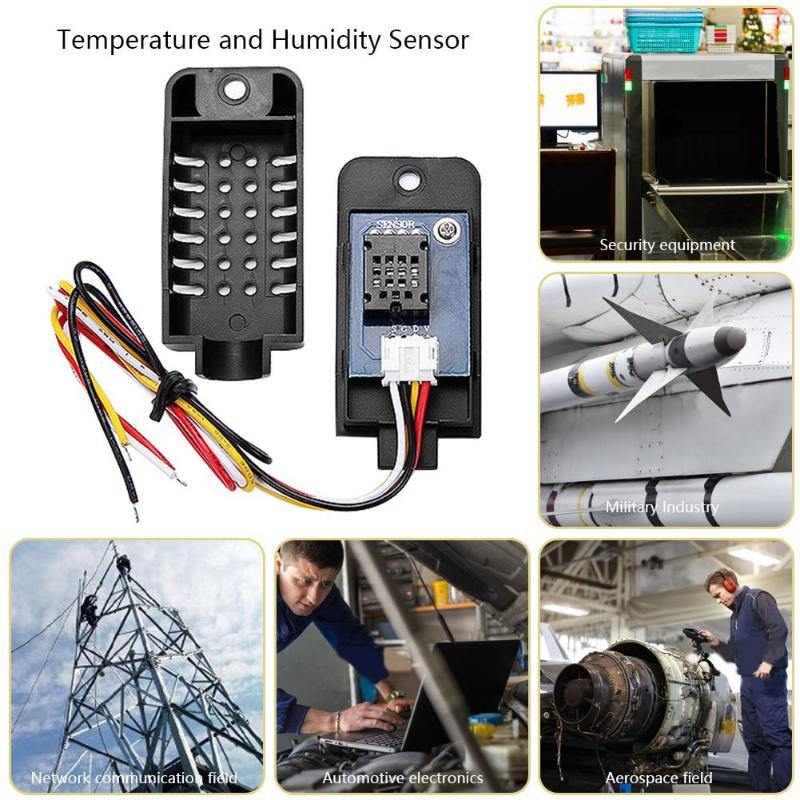 Temperature and Humidity Sensor
SENSOR
S G D V
Security equipment
Military Industry
Network communication field
Automotive electronics
Aerospace field